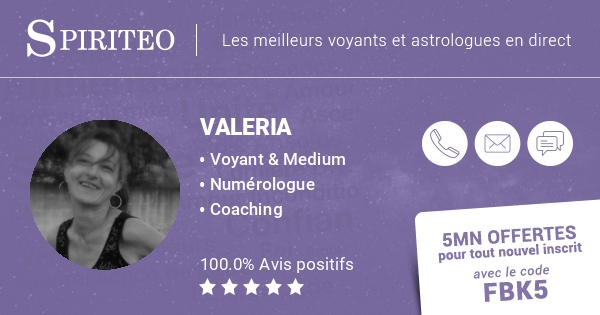 SPIRITEO
Les meilleurs voyants et astrologues en direct
VALERIA
• Voyant & Medium
• Numérologue
• Coaching
100.0% Avis positifs
5MN OFFERTES
pour tout nouvel inscrit
avec le code
FBK5